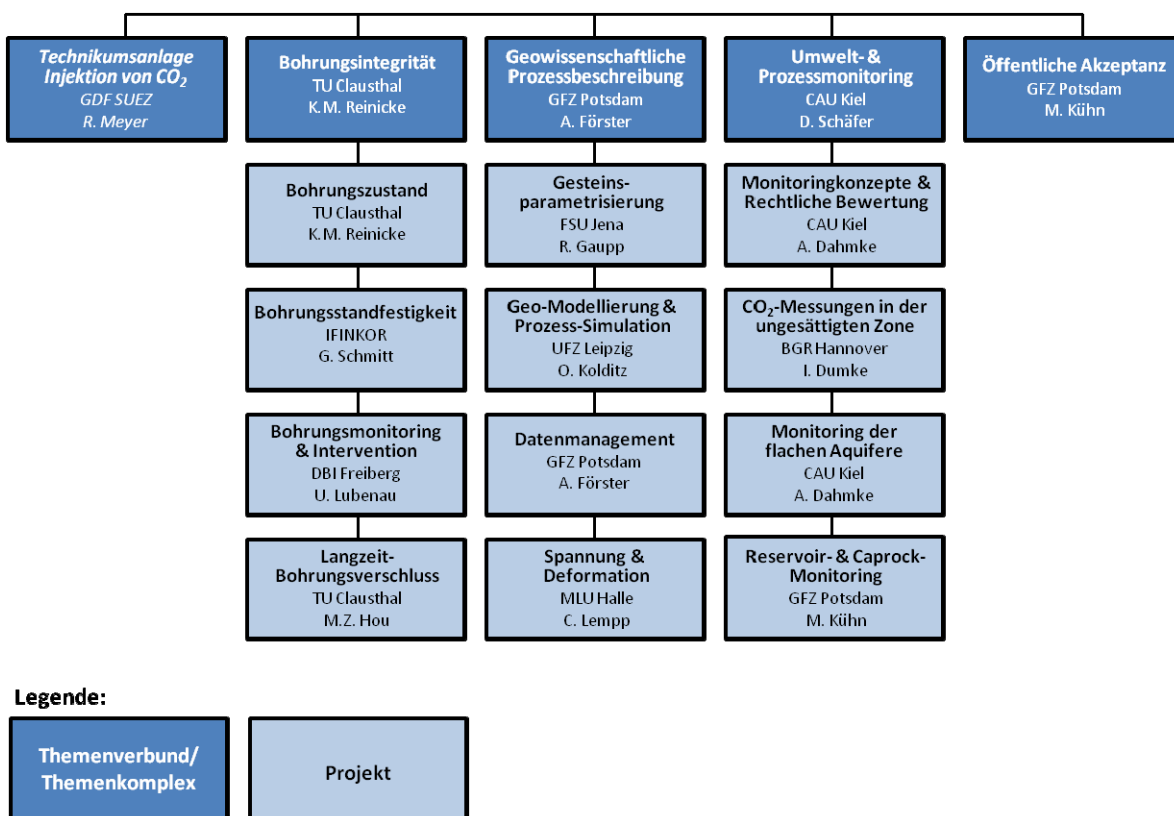 Technikumsanlage
Injektion von CO₂
GDF SUEZ
R. Meyer
Bohrungsintegrität
TU Clausthal
K.M. Reinicke
Geowissenschaftliche
Prozessbeschreibung
GFZ Potsdam
A. Förster
Umwelt- &
Prozessmonitoring
CAU Kiel
D. Schäfer
Öffentliche Akzeptanz
GFZ Potsdam
M. Kühn
Bohrungszustand
TU Clausthal
K.M. Reinicke
Gesteins-
parametrisierung
FSU Jena
R. Gaupp
Monitoringkonzepte &
Rechtliche Bewertung
CAU Kiel
A. Dahmke
Bohrungsstandfestigkeit
IFINKOR
G. Schmitt
Geo-Modellierung &
Prozess-Simulation
UFZ Leipzig
O. Kolditz
CO₂-Messungen in der
ungesättigten Zone
BGR Hannover
I. Dumke
Bohrungsmonitoring
& Intervention
DBI Freiberg
U. Lubenau
Datenmanagement
GFZ Potsdam
A. Förster
Monitoring der
flachen Aquifere
CAU Kiel
A. Dahmke
Langzeit-
Bohrungsverschluss
TU Clausthal
M.Z. Hou
Spannung &
Deformation
MLU Halle
C. Lempp
Reservoir- & Caprock-
Monitoring
GFZ Potsdam
M. Kühn
Legende:
Themenverbund/
Themenkomplex
Projekt